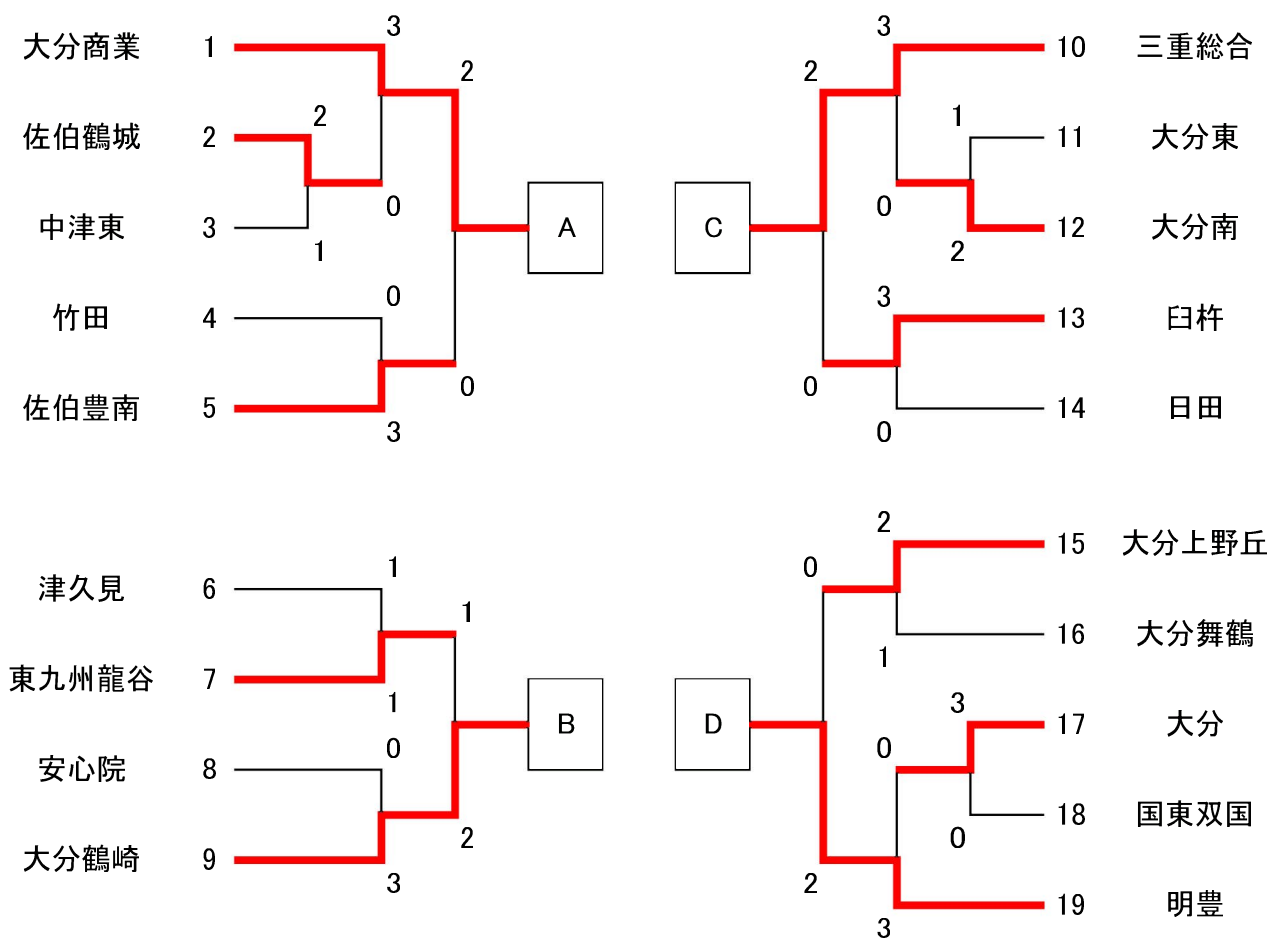 大分商業 1
佐伯鶴城 2
中津東 3
竹田 4
佐伯豊南 5
3
2
2
0
1
0
0
3
A
津久見 6
東九州龍谷 7
安心院 8
大分鶴崎 9
1
1
1
0
2
3
B
10 三重総合
11 大分東
12 大分南
13 臼杵
14 日田
3
2
1
0
2
3
0
0
C
15 大分上野丘
16 大分舞鶴
17 大分
18 国東双国
19 明豊
2
0
1
3
0
0
2
3
D